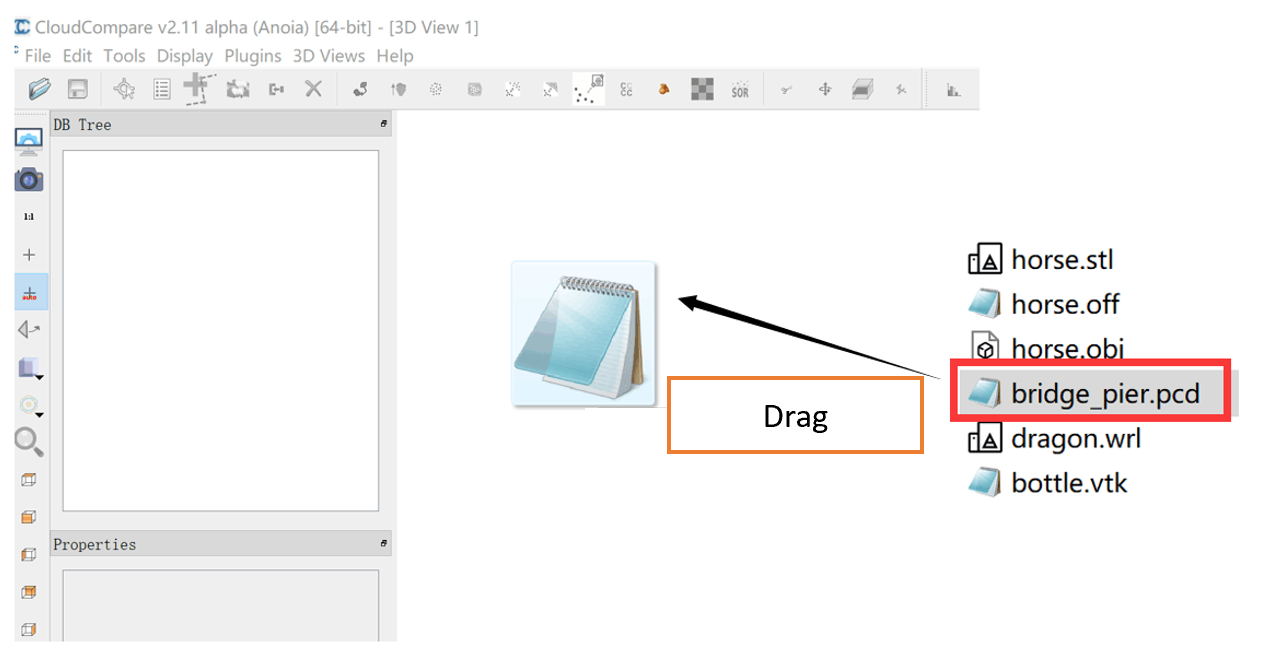 CloudCompare v2.11 alpha (Anoia) [64-bit] - [3D View 1]
File Edit Tools Display Plugins 3D Views Help
SOR
DB Tree
1:1
auto
Drag
horse.stl
horse.off
horse.obj
bridge_pier.pcd
dragon.wrl
bottle.vtk
Properties